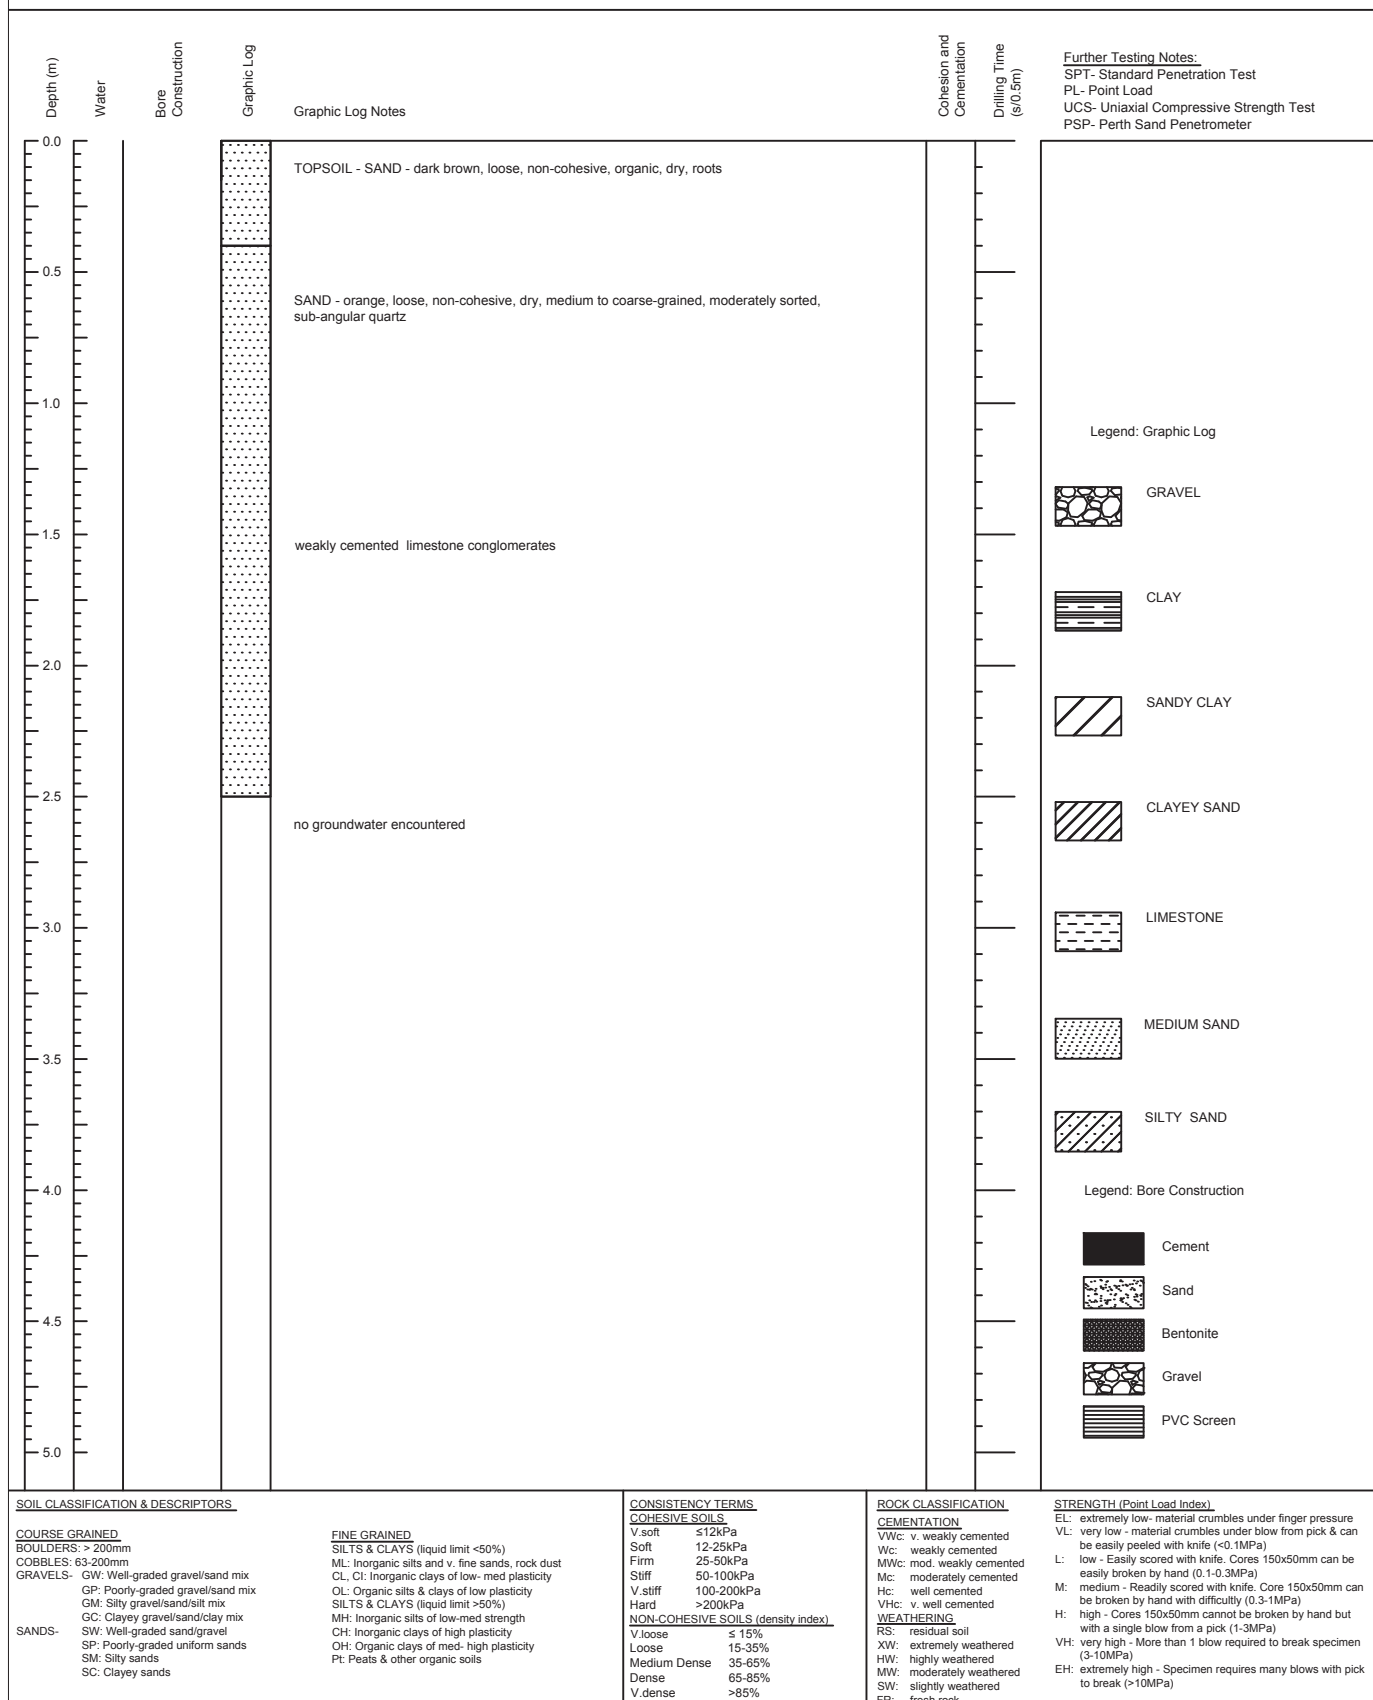 Depth (m)
Water
Bore
Construction
Graphic Log
Graphic Log Notes
Cohesion and
Cementation
Drilling Time
(s/0.5m)
Further Testing Notes:
SPT- Standard Penetration Test
PL- Point Load
UCS- Uniaxial Compressive Strength Test
PSP- Perth Sand Penetrometer
0.0
TOPSOIL - SAND - dark brown, loose, non-cohesive, organic, dry, roots
0.5
SAND - orange, loose, non-cohesive, dry, medium to coarse-grained, moderately sorted,
sub-angular quartz
1.0
1.5
weakly cemented limestone conglomerates
2.0
2.5
no groundwater encountered
3.0
3.5
4.0
4.5
5.0
Legend: Graphic Log
GRAVEL
CLAY
SANDY CLAY
CLAYEY SAND
LIMESTONE
MEDIUM SAND
SILTY SAND
Legend: Bore Construction
Cement
Sand
Bentonite
Gravel
PVC Screen
SOIL CLASSIFICATION & DESCRIPTORS
COURSE GRAINED
BOULDERS: > 200mm
COBBLES: 63-200mm
GRAVELS- GW: Well-graded gravel/sand mix
GP: Poorly-graded gravel/sand mix
GM: Silty gravel/sand/silt mix
GC: Clayey gravel/sand/clay mix
SANDS- SW: Well-graded sand/gravel
SP: Poorly-graded uniform sands
SM: Silty sands
SC: Clayey sands
FINE GRAINED
SILTS & CLAYS (liquid limit <50%)
ML: Inorganic silts and v. fine sands, rock dust
CL, CI: Inorganic clays of low- med plasticity
OL: Organic silts & clays of low plasticity
SILTS & CLAYS (liquid limit >50%)
MH: Inorganic silts of low-med strength
CH: Inorganic clays of high plasticity
OH: Organic clays of med- high plasticity
Pt: Peats & other organic soils
CONSISTENCY TERMS
COHESIVE SOILS
V.soft ≤12kPa
Soft 12-25kPa
Firm 25-50kPa
Stiff 50-100kPa
V.stiff 100-200kPa
Hard >200kPa
NON-COHESIVE SOILS (density index)
V.loose ≤ 15%
Loose 15-35%
Medium Dense 35-65%
Dense 65-85%
V.dense >85%
ROCK CLASSIFICATION
CEMENTATION
VWc: v. weakly cemented
Wc: weakly cemented
MWc: mod. weakly cemented
Mc: moderately cemented
Hc: well cemented
VHc: v. well cemented
WEATHERING
RS: residual soil
XW: extremely weathered
HW: highly weathered
MW: moderately weathered
SW: slightly weathered
FR: fresh rock
STRENGTH (Point Load Index)
EL: extremely low- material crumbles under finger pressure
VL: very low - material crumbles under blow from pick & can
be easily peeled with knife (<0.1MPa)
L: low - Easily scored with knife. Cores 150x50mm can be
easily broken by hand (0.1-0.3MPa)
M: medium - Readily scored with knife. Core 150x50mm can
be broken by hand with difficultly (0.3-1MPa)
H: high - Cores 150x50mm cannot be broken by hand but
with a single blow from a pick (1-3MPa)
VH: very high - More than 1 blow required to break specimen
(3-10MPa)
EH: extremely high - Specimen requires many blows with pick
to break (>10MPa)